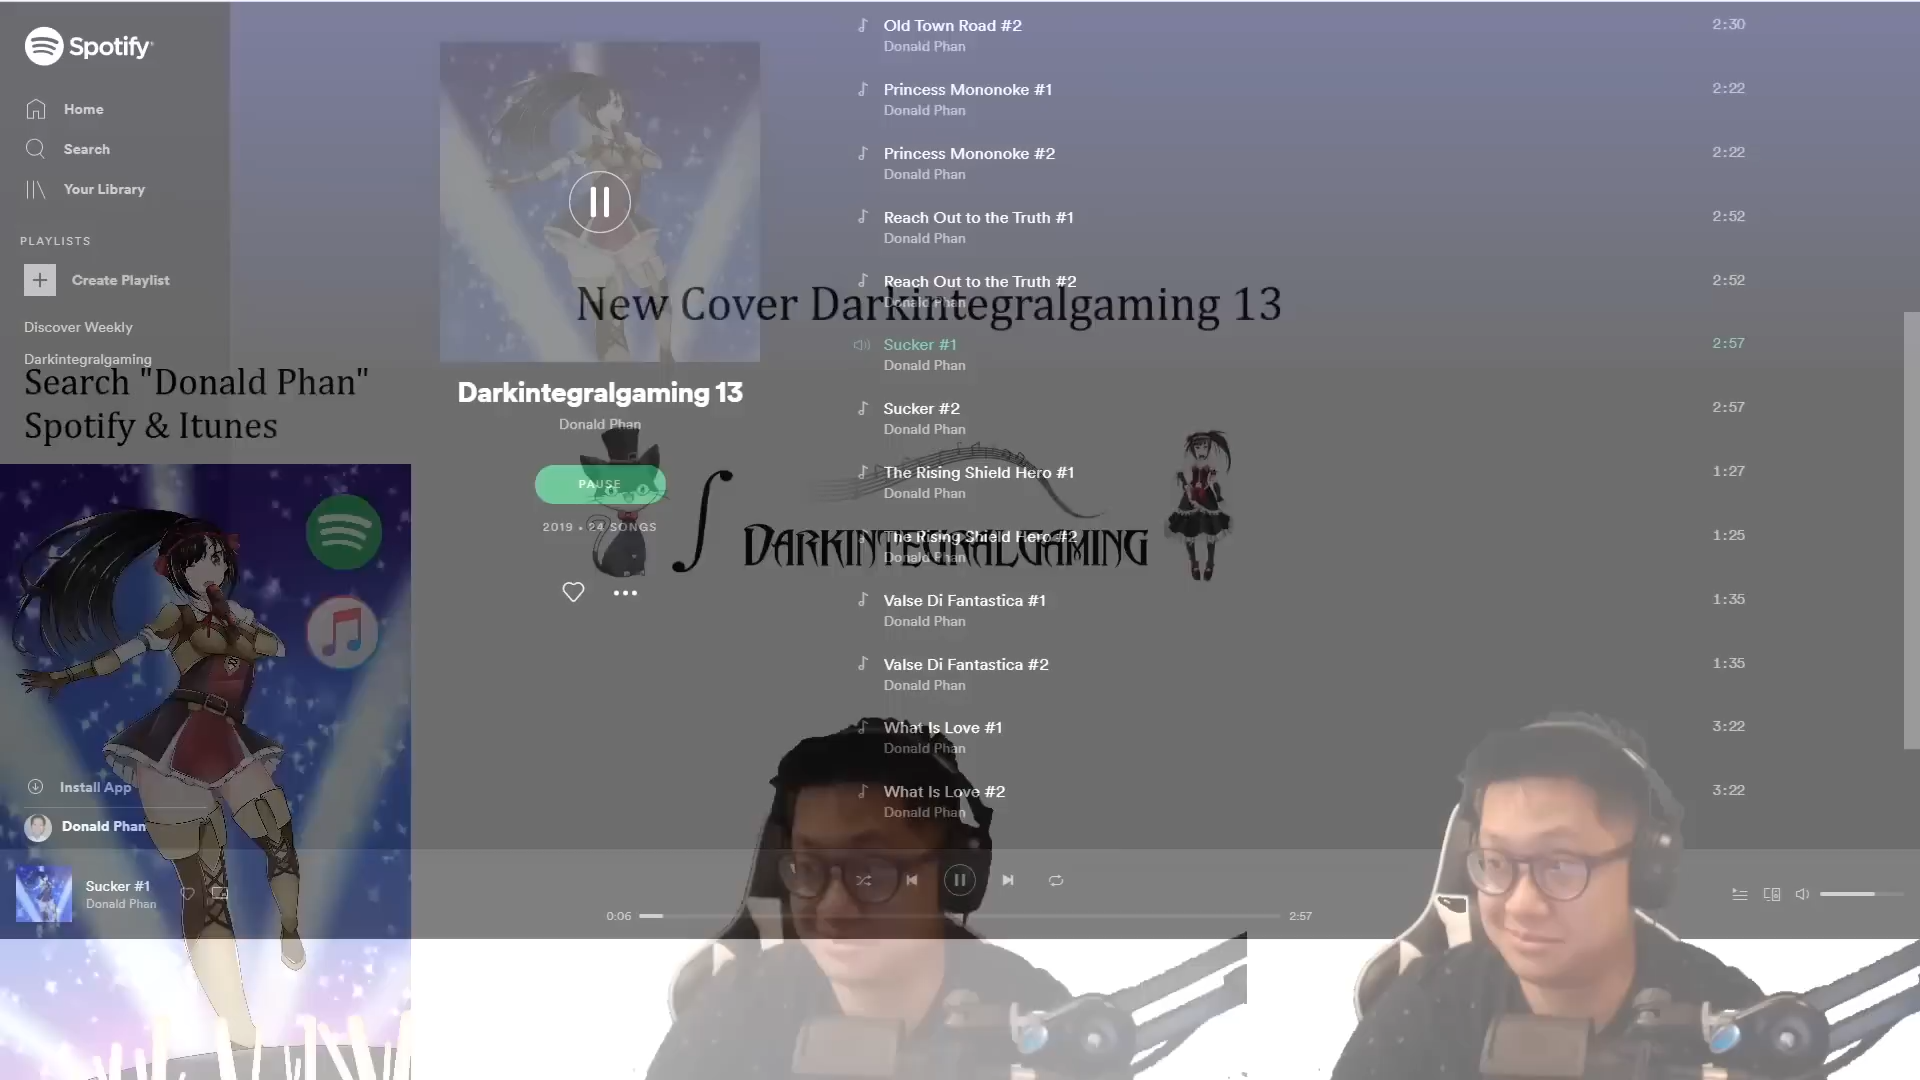 Spotify
Home
Search
Your Library
PLAYLISTS
Create Playlist
Discover Weekly
Darkintegralgaming
Search "Donald Phan"
Spotify & Itunes
Install App
Donald Phan
New Cover Darkintegralgaming 13
Darkintegralgaming 13
Donald Phan
PAUSE
2019 • 24 SONGS
DARKINTEGRALGAMING
Old Town Road #2 2:30
Donald Phan
Princess Mononoke #1 2:22
Donald Phan
Princess Mononoke #2 2:22
Donald Phan
Reach Out to the Truth #1 2:52
Donald Phan
Reach Out to the Truth #2 2:52
Donald Phan
Sucker #1 2:57
Donald Phan
Sucker #2 2:57
Donald Phan
The Rising Shield Hero #1 1:27
Donald Phan
The Rising Shield Hero #2 1:25
Donald Phan
Valse Di Fantastica #1 1:35
Donald Phan
Valse Di Fantastica #2 1:35
Donald Phan
What Is Love #1 3:22
Donald Phan
What Is Love #2 3:22
Donald Phan
Sucker #1
Donald Phan
0:06 2:57